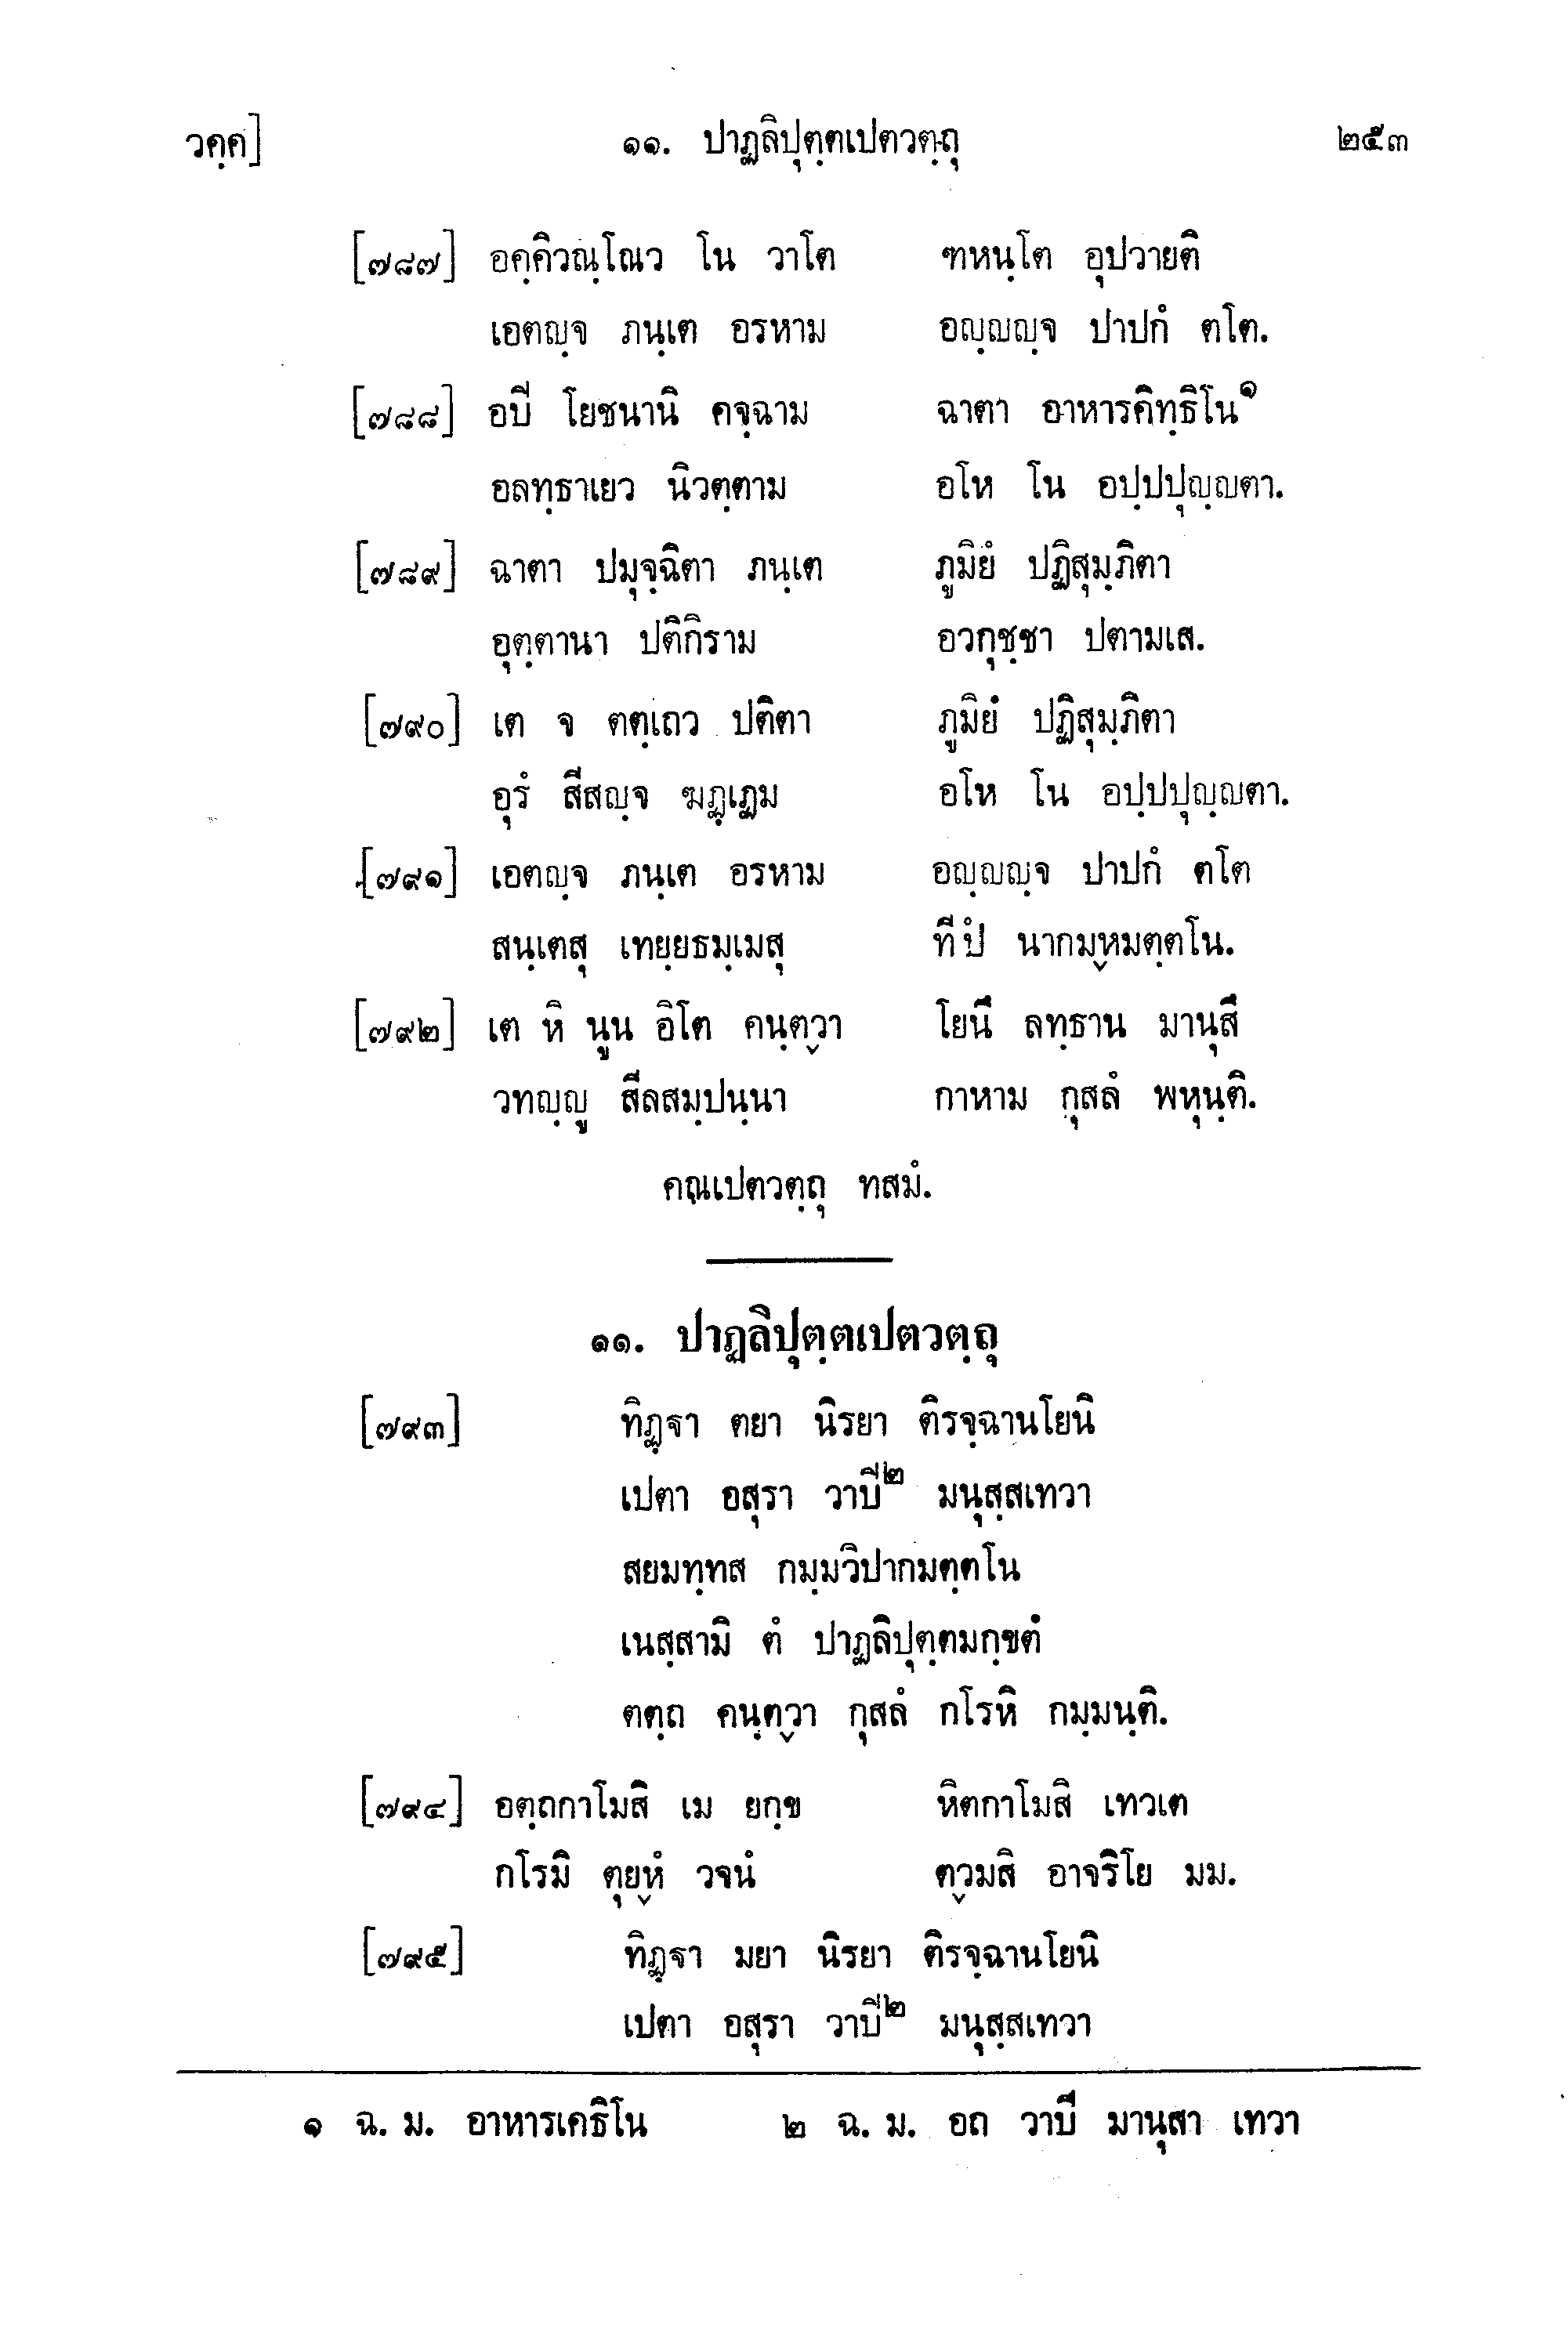 วคฺค] ๑๑. ปาฏลิปุตฺตเปตวตฺถุ ๒๕๓
[๗๘๗] อคฺคิวณฺโณว โน วาโต ฑหนฺโต อุปวายติ
เอตญฺจ ภนฺเต อรหาม อญฺญญฺจ ปาปกํ ตโต.
[๗๘๘] อปิ โยชนานิ คจฺฉาม ฉาตา อาหารคิทฺธิโน๑
อลทฺธาเยว นิวตฺตาม อโห โน อปฺปปุญฺญตา.
[๗๘๙] ฉาตา ปมุจฺฉิตา ภนฺเต ภูมิยํ ปฏิสุมฺภิตา
อุตฺตานา ปติกิราม อวกุชฺชา ปตามเส.
[๗๙๐] เต จ ตตฺเถว ปติตา ภูมิยํ ปฏิสุมฺภิตา
อุรํ สีสญฺจ ฆฏฺเฏม อโห โน อปฺปปุญฺญตา.
[๗๙๑] เอตญฺจ ภนฺเต อรหาม อญฺญญฺจ ปาปกํ ตโต
สนฺเตสุ เทยฺยธมฺเมสุ ทีปํ นากมฺหมตฺตโน.
[๗๙๒] เต หิ นูน อิโต คนฺตฺวา โยนึ ลทฺธาน มานุสึ
วทญฺญู สีลสมฺปนฺนา กาหาม กุสลํ พหุนฺติ.
คณเปตวตฺถุ ทสมํ.
๑๑. ปาฏลิปุตฺตเปตวตฺถุ
[๗๙๓] ทิฏฺฐา ตยา นิรยา ติรจฺฉานโยนิ
เปตา อสุรา วาปิ๒ มนุสฺสเทวา
สยมทฺทส กมฺมวิปากมตฺตโน
เนสฺสามิ ตํ ปาฏลิปุตฺตมกฺขตํ
ตตฺถ คนฺตฺวา กุสลํ กโรหิ กมฺมนฺติ.
[๗๙๔] อตฺถกาโมสิ เม ยกฺข หิตกาโมสิ เทวเต
กโรมิ ตุยฺหํ วจนํ ตฺวมสิ อาจริโย มม.
[๗๙๕] ทิฏฺฐา มยา นิรยา ติรจฺฉานโยนิ
เปตา อสุรา วาปิ๒ มนุสฺสเทวา
๑ ฉ. ม. อาหารเคธิโน ๒ ฉ. ม. อถ วาปิ มานุสา เทวา